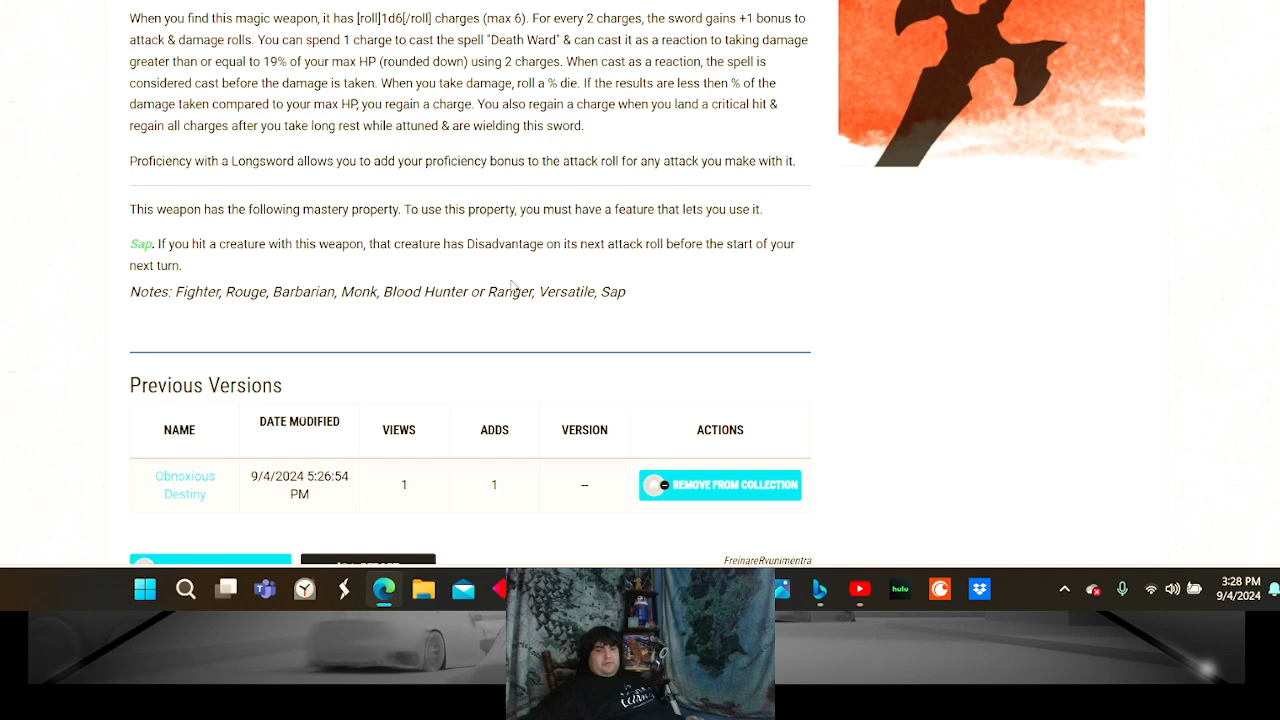 When you find this magic weapon, it has [roll]1d6[/roll] charges (max 6). For every 2 charges, the sword gains +1 bonus to
attack & damage rolls. You can spend 1 charge to cast the spell "Death Ward" & can cast it as a reaction to taking damage
greater than or equal to 19% of your max HP (rounded down) using 2 charges. When cast as a reaction, the spell is
considered cast before the damage is taken. When you take damage, roll a % die. If the results are less then % of the
damage taken compared to your max HP, you regain a charge. You also regain a charge when you land a critical hit &
regain all charges after you take long rest while attuned & are wielding this sword.
Proficiency with a Longsword allows you to add your proficiency bonus to the attack roll for any attack you make with it.
This weapon has the following mastery property. To use this property, you must have a feature that lets you use it.
Sap. If you hit a creature with this weapon, that creature has Disadvantage on its next attack roll before the start of your
next turn.
Notes: Fighter, Rouge, Barbarian, Monk, Blood Hunter or Ranger, Versatile, Sap
Previous Versions
NAME DATE MODIFIED VIEWS ADDS VERSION ACTIONS
Obnoxious Destiny 9/4/2024 5:26:54 PM 1 1 -- REMOVE FROM COLLECTION
FreinareRvunimentra
hulu
3:28 PM
9/4/2024